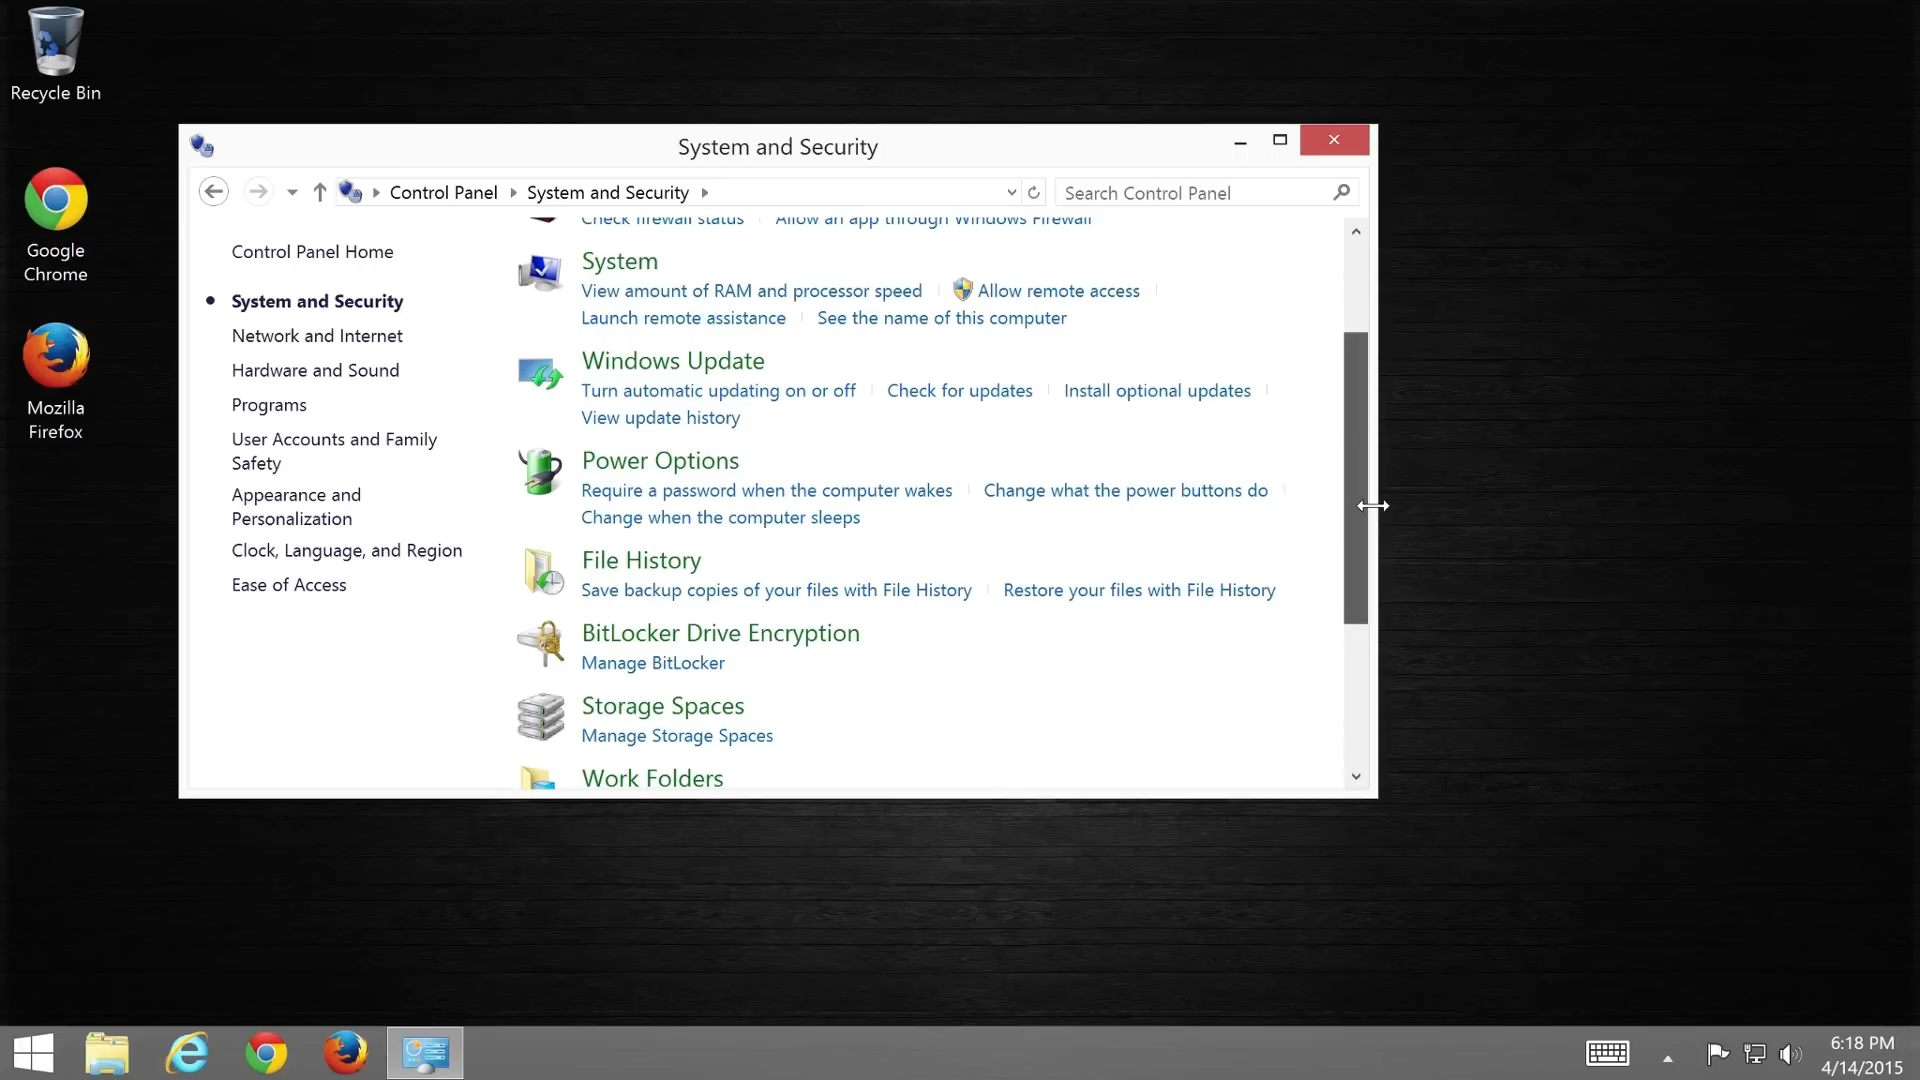 Recycle Bin
Google
Chrome
Mozilla
Firefox
System and Security
Control Panel System and Security
Search Control Panel
Control Panel Home
System and Security
Network and Internet
Hardware and Sound
Programs
User Accounts and Family
Safety
Appearance and
Personalization
Clock, Language, and Region
Ease of Access
Check firewall status Allow an app through Windows Firewall
System
View amount of RAM and processor speed Allow remote access
Launch remote assistance See the name of this computer
Windows Update
Turn automatic updating on or off Check for updates Install optional updates
View update history
Power Options
Require a password when the computer wakes Change what the power buttons do
Change when the computer sleeps
File History
Save backup copies of your files with File History Restore your files with File History
BitLocker Drive Encryption
Manage BitLocker
Storage Spaces
Manage Storage Spaces
Work Folders
6:18 PM
4/14/2015